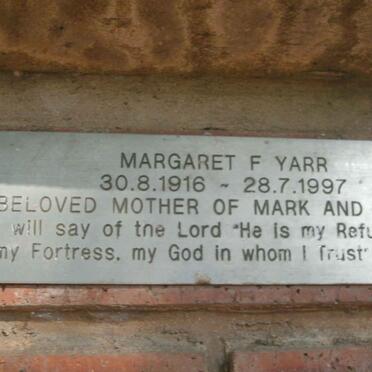 MARGARET F YARR
30.8.1916 ~ 28.7.1997
BELOVED MOTHER OF MARK AND
will say of the Lord "He is my Refu
my Fortress, my God in whom I trust"